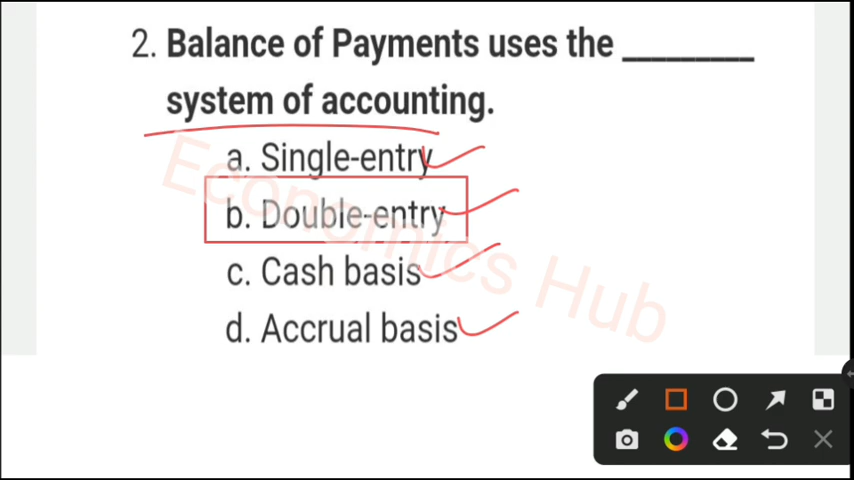 2. Balance of Payments uses the ________
system of accounting.
a. Single-entry
b. Double-entry
c. Cash basis
d. Accrual basis
Economics Hub